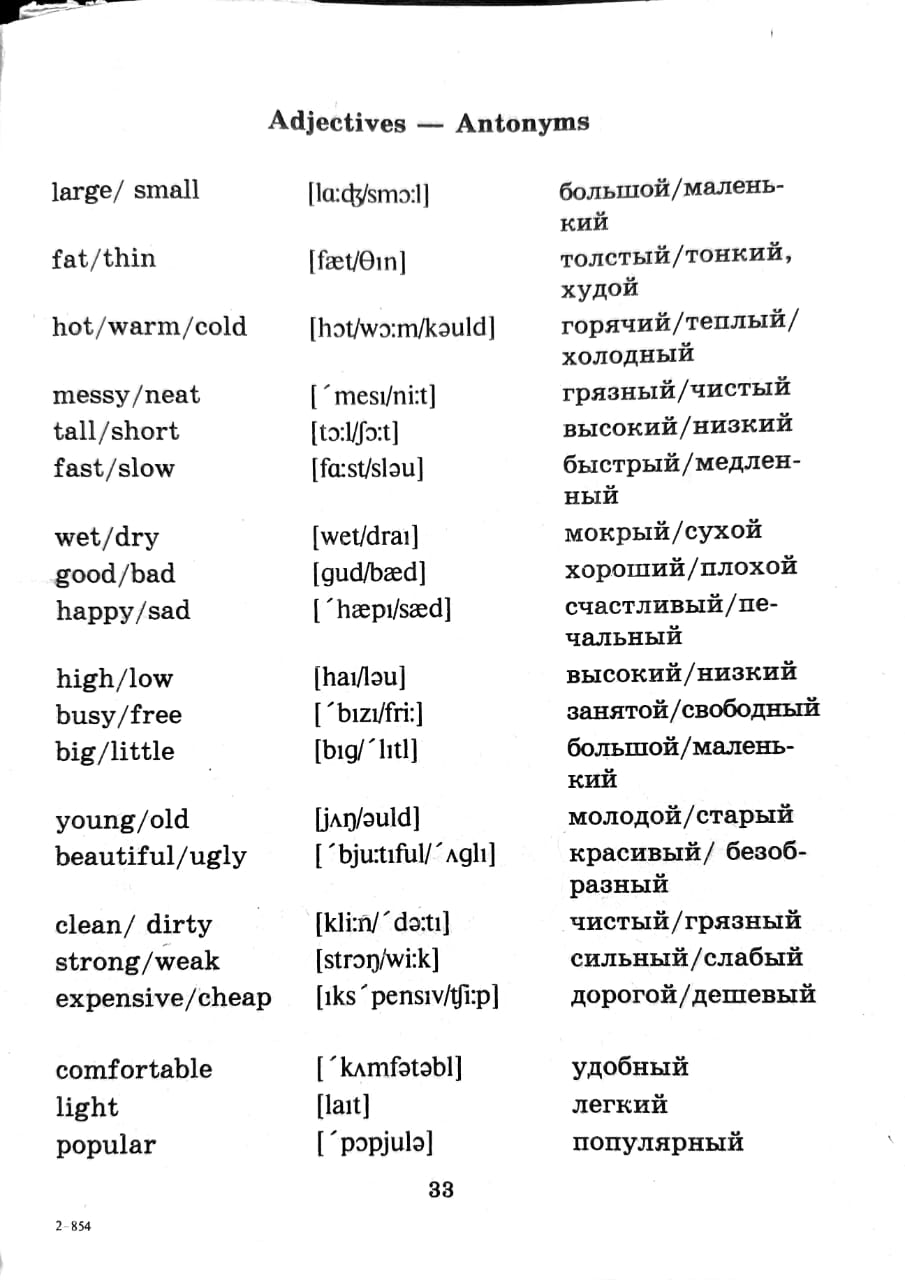 Adjectives — Antonyms
large/ small [lɑ:ʤ/smɔ:l] большой/малень-
кий
fat/thin [fæt/θɪn] толстый/тонкий,
худой
hot/warm/cold [hɔt/wɔ:m/kəuld] горячий/теплый/
холодный
messy/neat [ ´mesɪ/ni:t] грязный/чистый
tall/short [tɔ:l/ʃɔ:t] высокий/низкий
fast/slow [fɑ:st/sləu] быстрый/медлен-
ный
wet/dry [wet/draɪ] мокрый/сухой
good/bad [gud/bæd] хороший/плохой
happy/sad [ ´hæpɪ/sæd] счастливый/пе-
чальный
high/low [haɪ/ləu] высокий/низкий
busy/free [ ´bɪzɪ/fri:] занятой/свободный
big/little [bɪg/´lɪtl] большой/малень-
кий
young/old [jʌŋ/əuld] молодой/старый
beautiful/ugly [ ´bju:tɪful/´ʌglɪ] красивый/ безоб-
разный
clean/ dirty [kli:n/´də:tɪ] чистый/грязный
strong/weak [strɔŋ/wi:k] сильный/слабый
expensive/cheap [ɪks´pensɪv/ʧi:p] дорогой/дешевый
comfortable [ ´kʌmfətəbl] удобный
light [laɪt] легкий
popular [ ´pɔpjulə] популярный
33
2-854